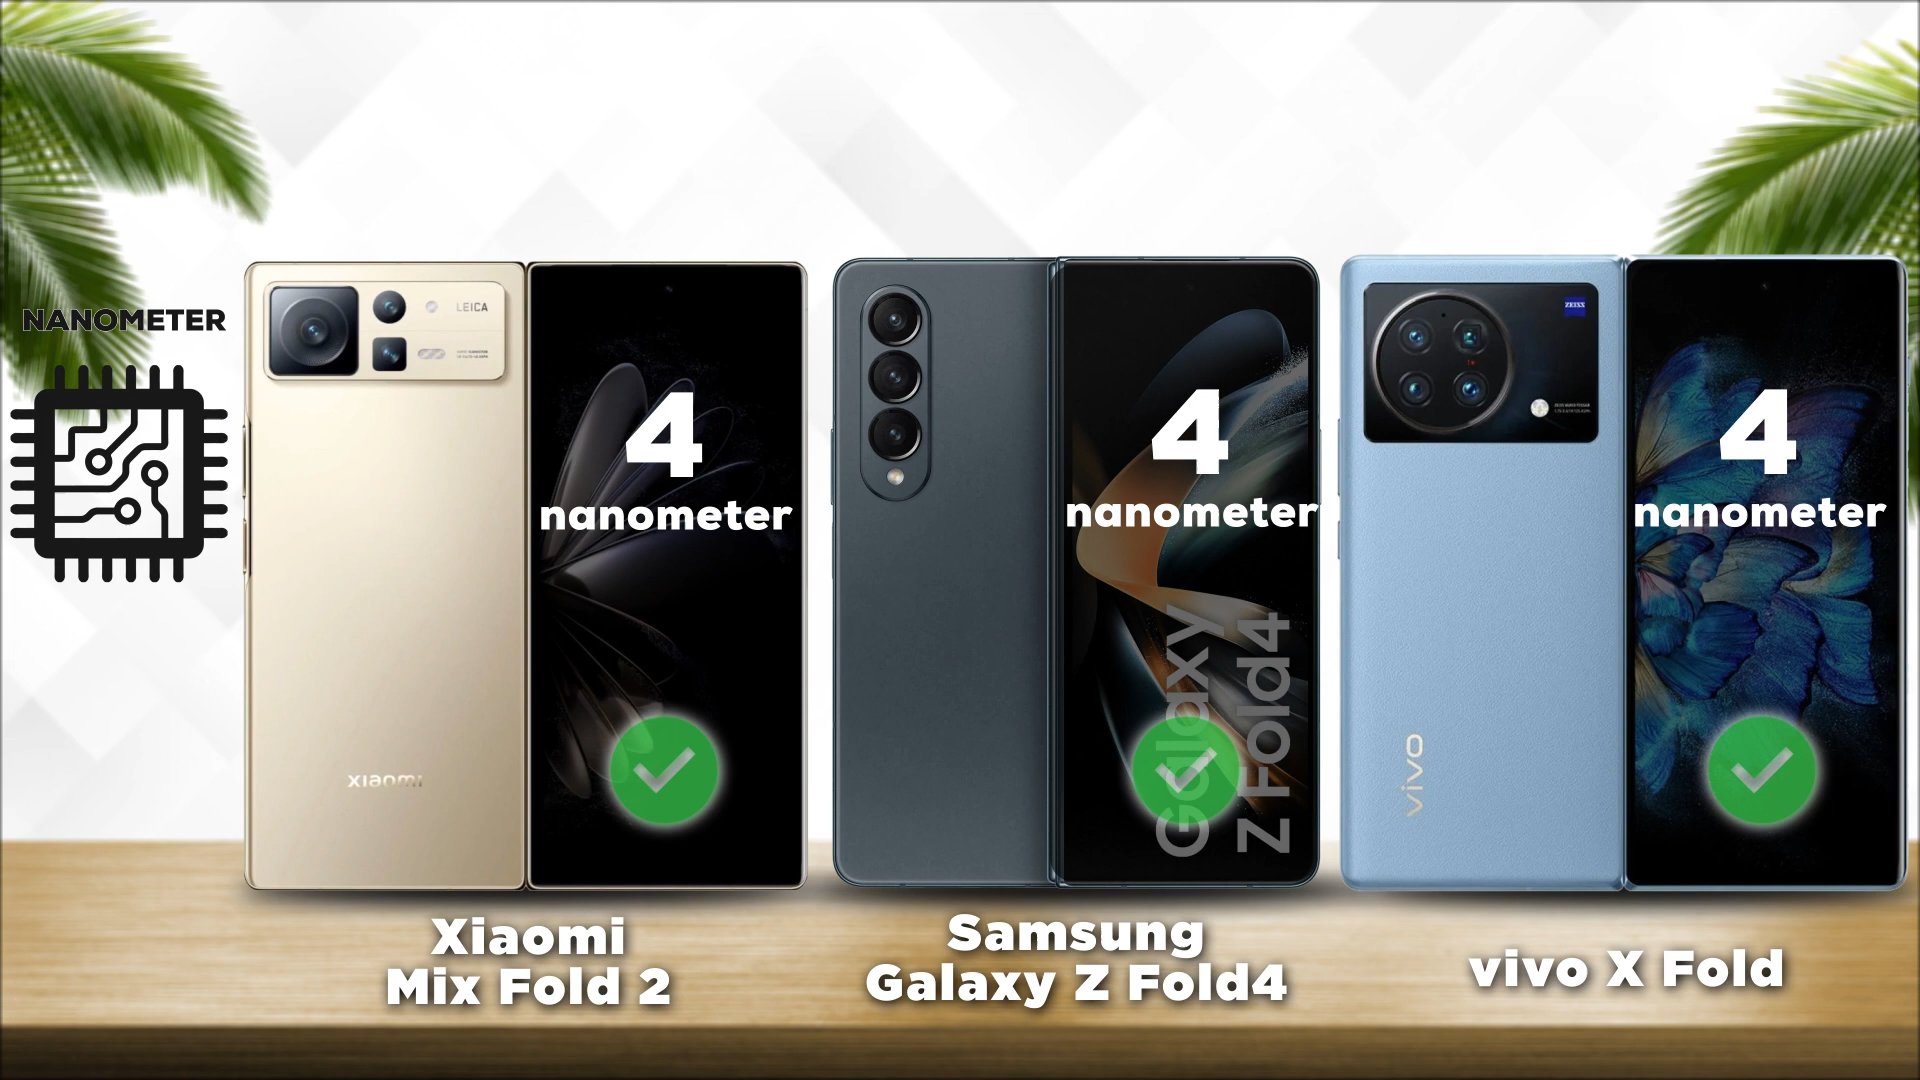 NANOMETER
LEICA
xiaomi
4
nanometer
Xiaomi
Mix Fold 2
4
nanometer
Galaxy
Z Fold4
Samsung
Galaxy Z Fold4
ZEISS
vivo
4
nanometer
vivo X Fold